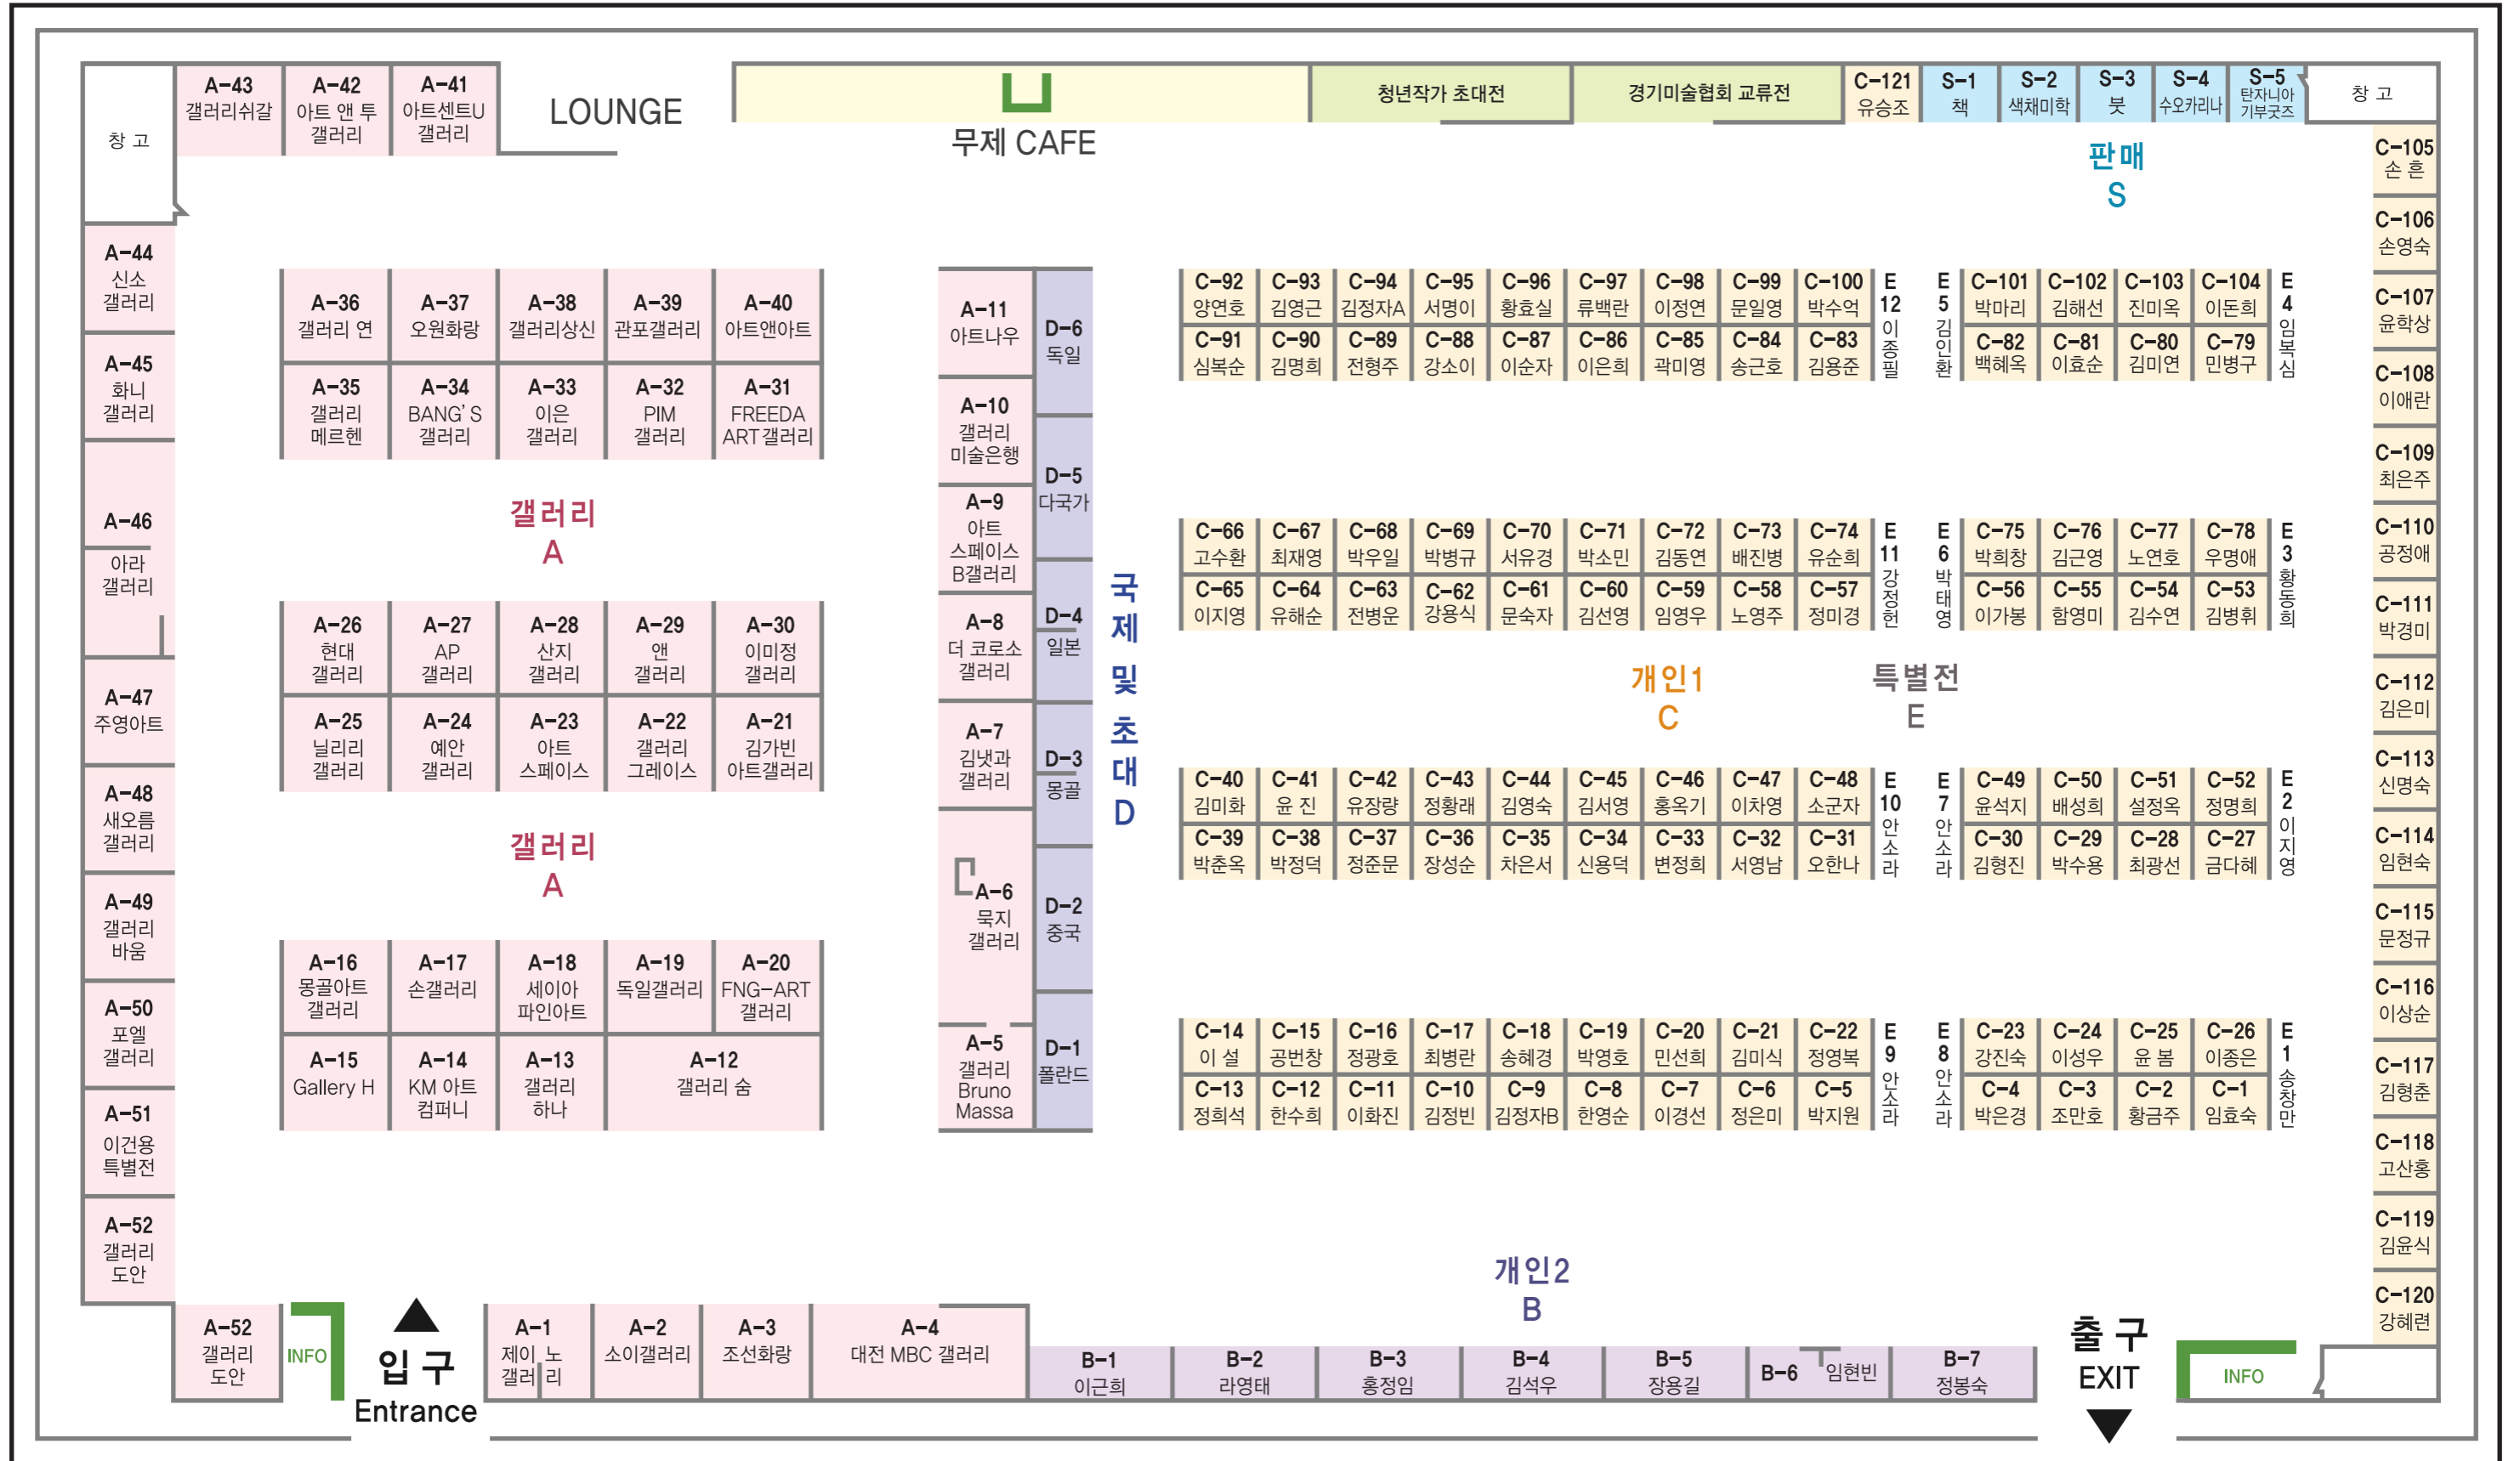 창 고
A-43
갤러리쉬갈
A-42
아트 앤 투
갤러리
A-41
아트센트U
갤러리
LOUNGE
무제 CAFE
청년작가 초대전
경기미술협회 교류전
C-121
유승조
S-1
책
S-2
색채미학
S-3
붓
S-4
수오카리나
S-5
탄자니아
기부굿즈
창 고
판매
S
A-44
신소
갤러리
A-45
화니
갤러리
A-46
아라
갤러리
A-47
주영아트
A-48
새오름
갤러리
A-49
갤러리
바움
A-50
포엘
갤러리
A-51
이건용
특별전
A-52
갤러리
도안
A-36
갤러리 연
A-37
오원화랑
A-38
갤러리상신
A-39
관포갤러리
A-40
아트앤아트
A-35
갤러리
메르헨
A-34
BANG'S
갤러리
A-33
이은
갤러리
A-32
PIM
갤러리
A-31
FREEDA
ART갤러리
갤러리
A
A-26
현대
갤러리
A-27
AP
갤러리
A-28
산지
갤러리
A-29
앤
갤러리
A-30
이미정
갤러리
A-25
닐리리
갤러리
A-24
예안
갤러리
A-23
아트
스페이스
A-22
갤러리
그레이스
A-21
김가빈
아트갤러리
갤러리
A
A-16
몽골아트
갤러리
A-17
손갤러리
A-18
세이아
파인아트
A-19
독일갤러리
A-20
FNG-ART
갤러리
A-15
Gallery H
A-14
KM 아트
컴퍼니
A-13
갤러리
하나
A-12
갤러리 숨
A-11
아트나우
A-10
갤러리
미술은행
A-9
아트
스페이스
B갤러리
A-8
더 코로소
갤러리
A-7
김냇과
갤러리
A-6
묵지
갤러리
A-5
갤러리
Bruno
Massa
D-6
독일
D-5
다국가
D-4
일본
D-3
몽골
D-2
중국
D-1
폴란드
국제 및 초대 D
C-92
양연호
C-93
김영근
C-94
김정자A
C-95
서명이
C-96
황효실
C-97
류백란
C-98
이정연
C-99
문일영
C-100
박수억
E 12 이종필
E 5 김인환
C-101
박마리
C-102
김해선
C-103
진미옥
C-104
이돈희
E 4 임복심
C-91
심복순
C-90
김명희
C-89
전형주
C-88
강소이
C-87
이순자
C-86
이은희
C-85
곽미영
C-84
송근호
C-83
김용준
C-82
백혜옥
C-81
이효순
C-80
김미연
C-79
민병구
C-66
고수환
C-67
최재영
C-68
박우일
C-69
박병규
C-70
서유경
C-71
박소민
C-72
김동연
C-73
배진병
C-74
유순희
E 11 강정헌
E 6 박태영
C-75
박희창
C-76
김근영
C-77
노연호
C-78
우명애
E 3 황동희
C-65
이지영
C-64
유해순
C-63
전병운
C-62
강용식
C-61
문숙자
C-60
김선영
C-59
임영우
C-58
노영주
C-57
정미경
C-56
이가봉
C-55
함영미
C-54
김수연
C-53
김병휘
개인1
C
특별전
E
C-40
김미화
C-41
윤 진
C-42
유장량
C-43
정황래
C-44
김영숙
C-45
김서영
C-46
홍옥기
C-47
이차영
C-48
소군자
E 10 안소라
E 7 안소라
C-49
윤석지
C-50
배성희
C-51
설정옥
C-52
정명희
E 2 이지영
C-39
박춘옥
C-38
박정덕
C-37
정준문
C-36
장성순
C-35
차은서
C-34
신용덕
C-33
변정희
C-32
서영남
C-31
오한나
C-30
김형진
C-29
박수용
C-28
최광선
C-27
금다혜
C-14
이 설
C-15
공번창
C-16
정광호
C-17
최병란
C-18
송혜경
C-19
박영호
C-20
민선희
C-21
김미식
C-22
정영복
E 9 안소라
E 8 안소라
C-23
강진숙
C-24
이성우
C-25
윤 봄
C-26
이종은
E 1 송창만
C-13
정희석
C-12
한수희
C-11
이화진
C-10
김정빈
C-9
김정자B
C-8
한영순
C-7
이경선
C-6
정은미
C-5
박지원
C-4
박은경
C-3
조만호
C-2
황금주
C-1
임효숙
C-105
손 흔
C-106
손영숙
C-107
윤학상
C-108
이애란
C-109
최은주
C-110
공정애
C-111
박경미
C-112
김은미
C-113
신명숙
C-114
임현숙
C-115
문정규
C-116
이상순
C-117
김형춘
C-118
고산홍
C-119
김윤식
C-120
강혜련
개인2
B
A-52
갤러리
도안
INFO
입 구
Entrance
A-1
제이 노
갤러리
A-2
소이갤러리
A-3
조선화랑
A-4
대전 MBC 갤러리
B-1
이근희
B-2
라영태
B-3
홍정임
B-4
김석우
B-5
장용길
B-6 임현빈
B-7
정봉숙
출 구
EXIT
INFO